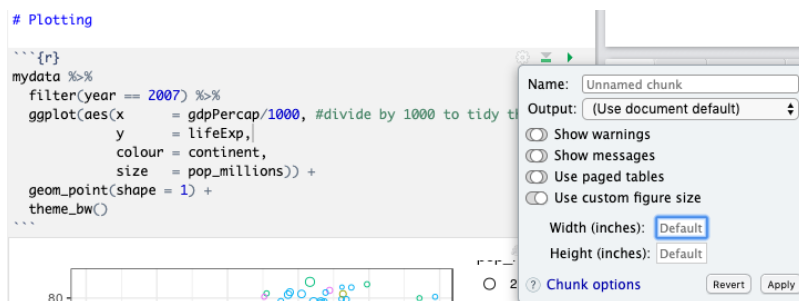 # Plotting
```{r}
mydata %>%
  filter(year == 2007) %>%
  ggplot(aes(x      = gdpPercap/1000, #divide by 1000 to tidy
             y      = lifeExp,
             colour = continent,
             size   = pop_millions)) +
  geom_point(shape = 1) +
  theme_bw()
```
80
2
Name: Unnamed chunk
Output: (Use document default)
Show warnings
Show messages
Use paged tables
Use custom figure size
Width (inches): Default
Height (inches): Default
? Chunk options Revert Apply